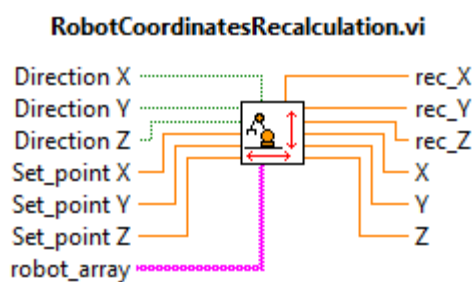 RobotCoordinatesRecalculation.vi
Direction X
Direction Y
Direction Z
Set_point X
Set_point Y
Set_point Z
robot_array
rec_X
rec_Y
rec_Z
X
Y
Z